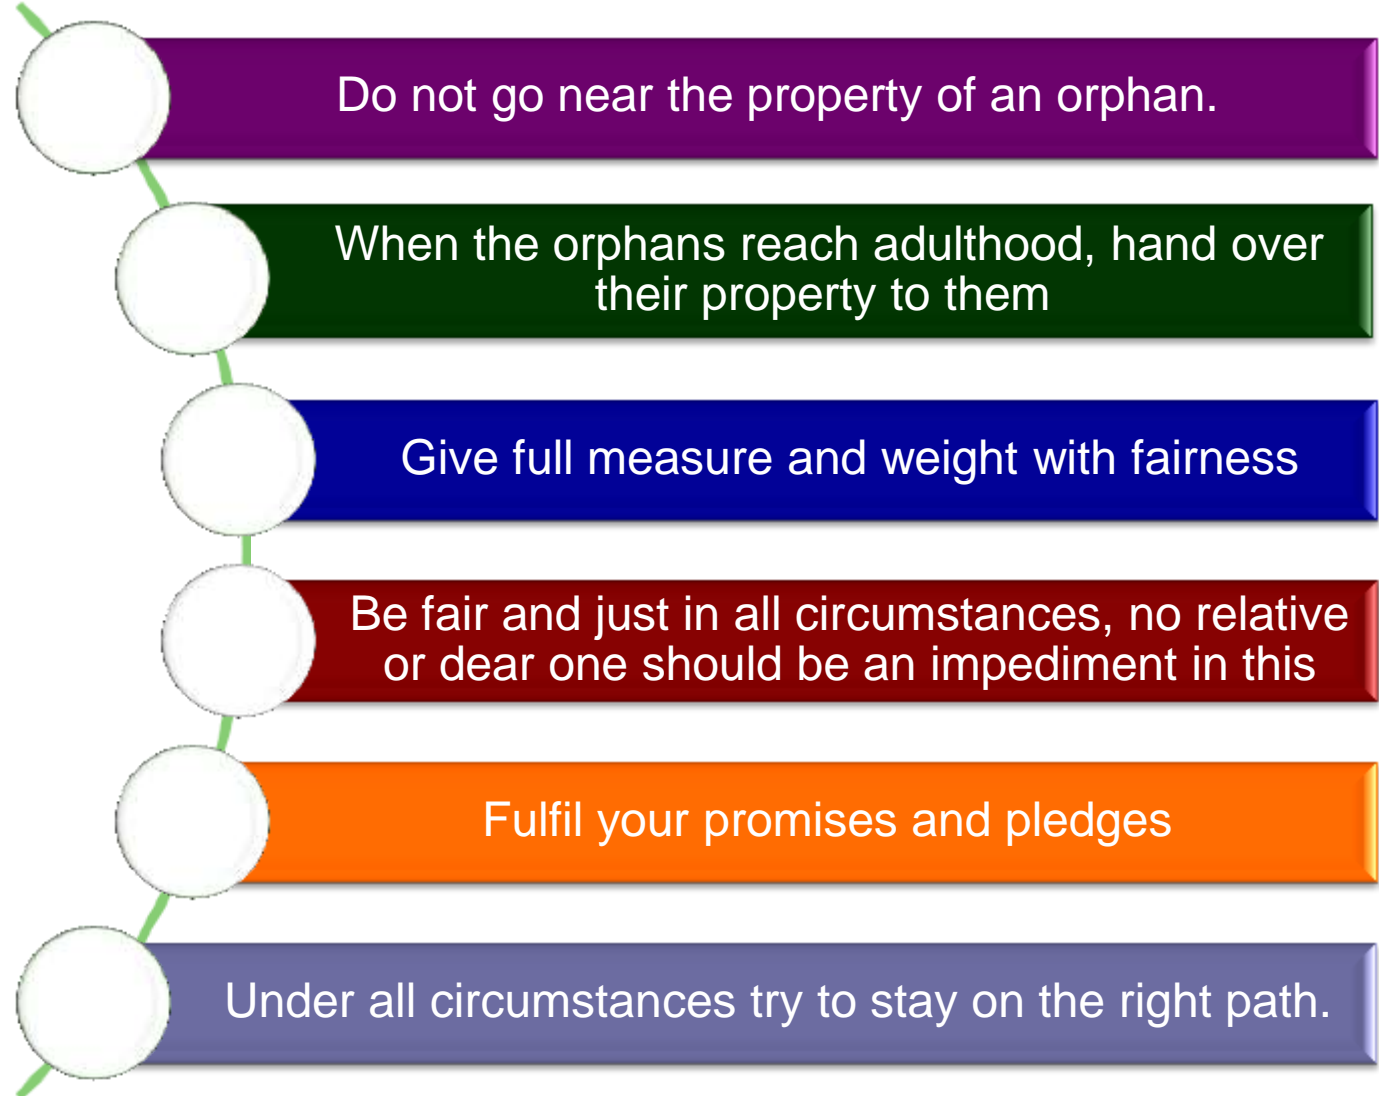 Do not go near the property of an orphan.
When the orphans reach adulthood, hand over
their property to them
Give full measure and weight with fairness
Be fair and just in all circumstances, no relative
or dear one should be an impediment in this
Fulfil your promises and pledges
Under all circumstances try to stay on the right path.